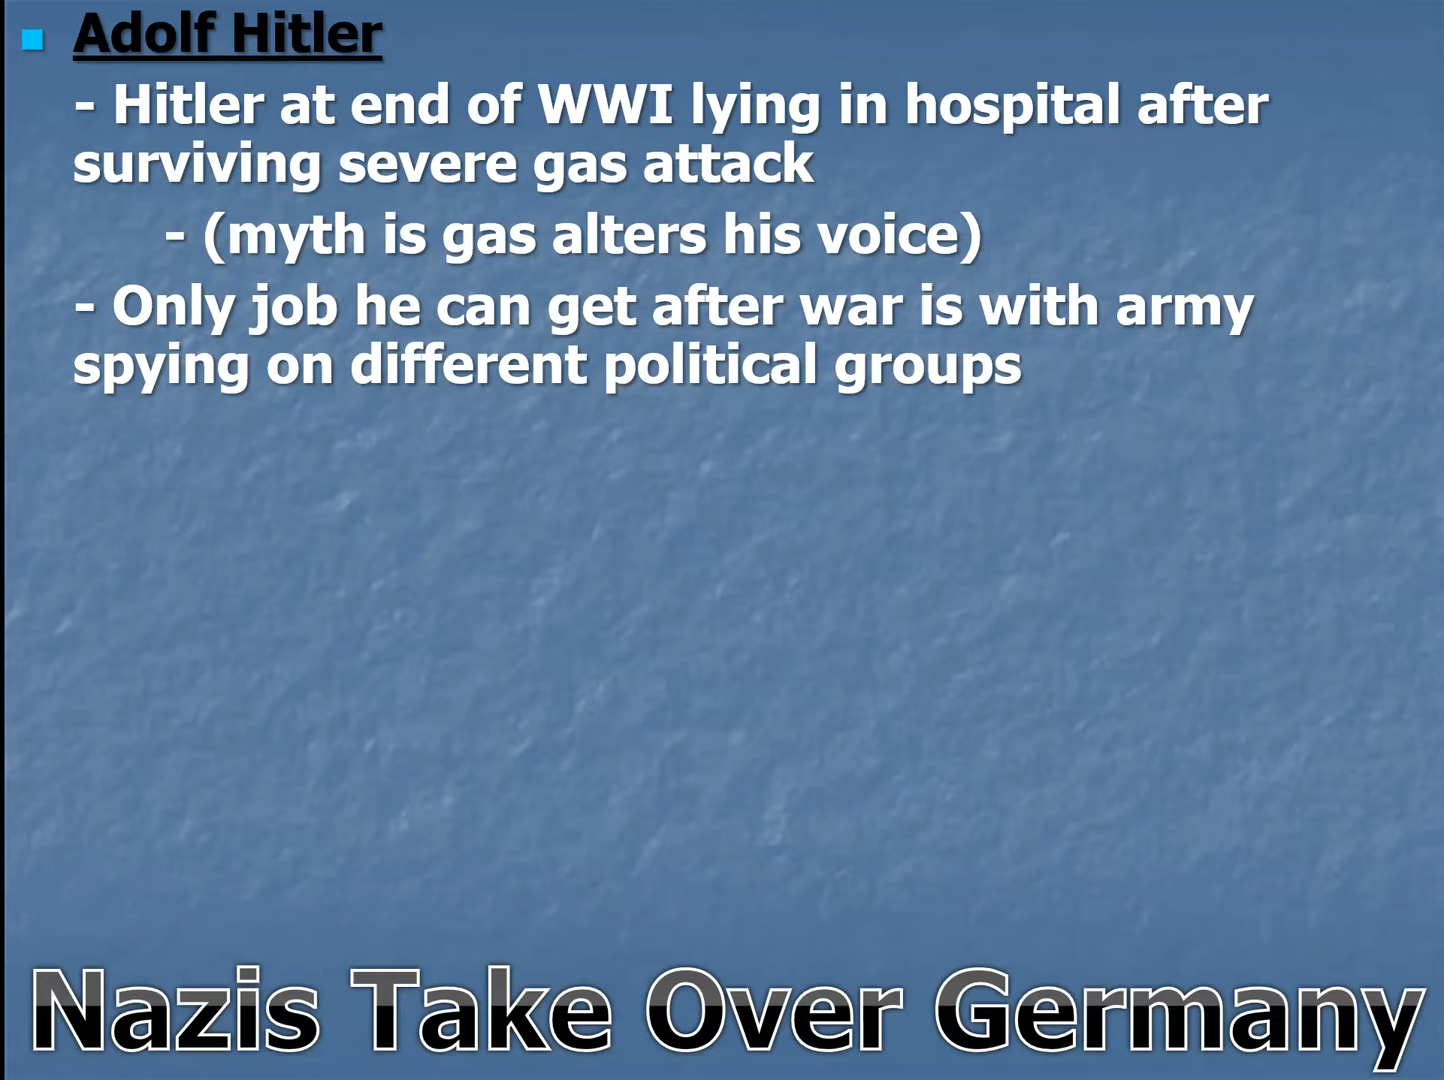 Adolf Hitler
- Hitler at end of WWI lying in hospital after
surviving severe gas attack
- (myth is gas alters his voice)
- Only job he can get after war is with army
spying on different political groups
Nazis Take Over Germany